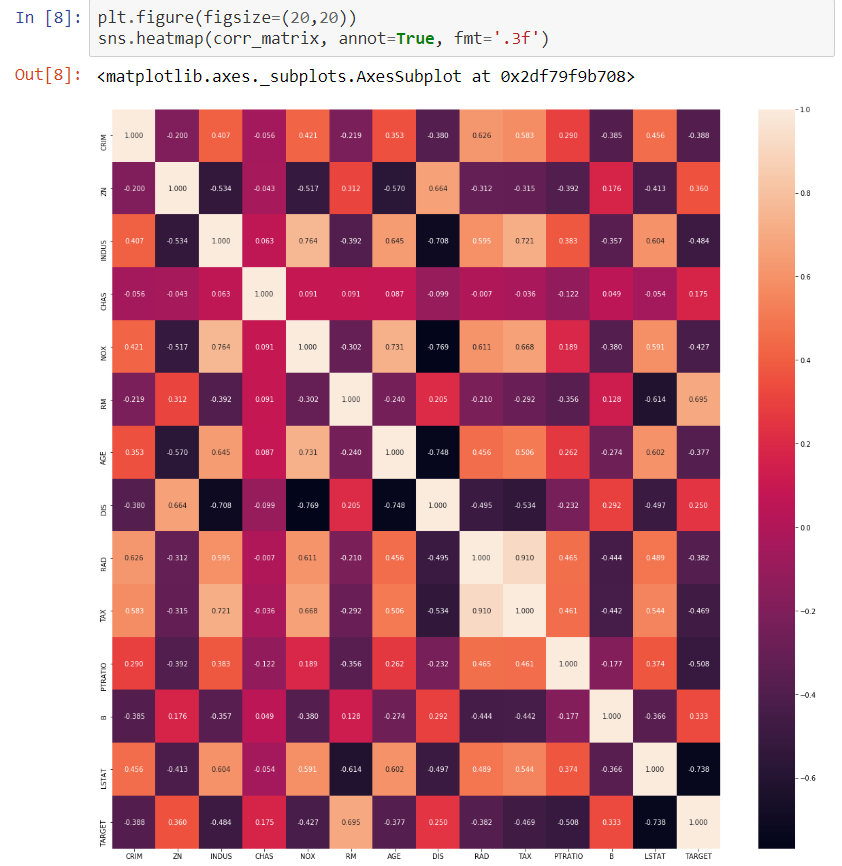 In [8]: plt.figure(figsize=(20,20))
sns.heatmap(corr_matrix, annot=True, fmt='.3f')
Out[8]: <matplotlib.axes._subplots.AxesSubplot at 0x2df79f9b708>
1.0
CRIM 1.000 -0.200 0.407 -0.056 0.421 -0.219 0.353 -0.380 0.626 0.583 0.290 -0.385 0.456 -0.388
ZN -0.200 1.000 -0.534 -0.043 -0.517 0.312 -0.570 0.664 -0.312 -0.315 -0.392 0.176 -0.413 0.360
0.8
INDUS 0.407 -0.534 1.000 0.063 0.764 -0.392 0.645 -0.708 0.595 0.721 0.383 -0.357 0.604 -0.484
0.6
CHAS -0.056 -0.043 0.063 1.000 0.091 0.091 0.087 -0.099 -0.007 -0.036 -0.122 0.049 -0.054 0.175
NOX 0.421 -0.517 0.764 0.091 1.000 -0.302 0.731 -0.769 0.611 0.668 0.189 -0.380 0.591 -0.427
0.4
RM -0.219 0.312 -0.392 0.091 -0.302 1.000 -0.240 0.205 -0.210 -0.292 -0.356 0.128 -0.614 0.695
0.2
AGE 0.353 -0.570 0.645 0.087 0.731 -0.240 1.000 -0.748 0.456 0.506 0.262 -0.274 0.602 -0.377
DIS -0.380 0.664 -0.708 -0.099 -0.769 0.205 -0.748 1.000 -0.495 -0.534 -0.232 0.292 -0.497 0.250
0.0
RAD 0.626 -0.312 0.595 -0.007 0.611 -0.210 0.456 -0.495 1.000 0.910 0.465 -0.444 0.489 -0.382
TAX 0.583 -0.315 0.721 -0.036 0.668 -0.292 0.506 -0.534 0.910 1.000 0.461 -0.442 0.544 -0.469
−0.2
PTRATIO 0.290 -0.392 0.383 -0.122 0.189 -0.356 0.262 -0.232 0.465 0.461 1.000 -0.177 0.374 -0.508
−0.4
B -0.385 0.176 -0.357 0.049 -0.380 0.128 -0.274 0.292 -0.444 -0.442 -0.177 1.000 -0.366 0.333
LSTAT 0.456 -0.413 0.604 -0.054 0.591 -0.614 0.602 -0.497 0.489 0.544 0.374 -0.366 1.000 -0.738
−0.6
TARGET -0.388 0.360 -0.484 0.175 -0.427 0.695 -0.377 0.250 -0.382 -0.469 -0.508 0.333 -0.738 1.000
CRIM ZN INDUS CHAS NOX RM AGE DIS RAD TAX PTRATIO B LSTAT TARGET